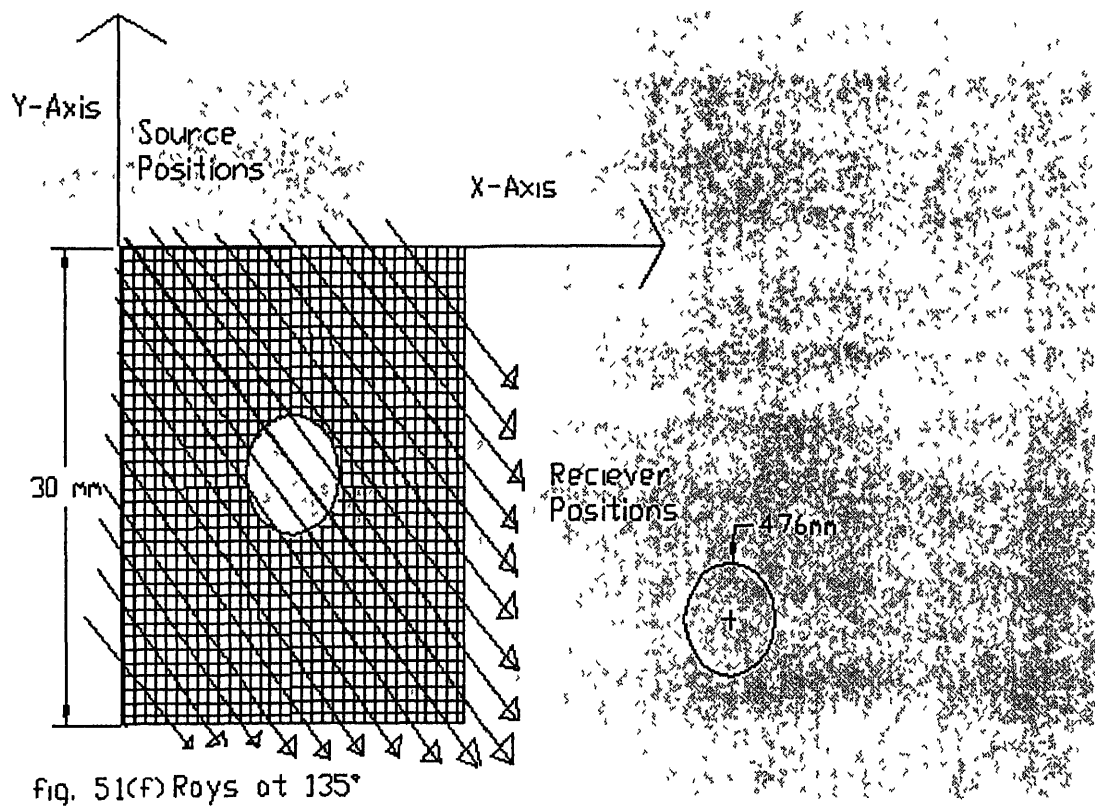 Y-Axis
Source
Positions
X-Axis
30 mm
Reciever
Positions
4.76mm
fig. 51(f) Rays at 135°